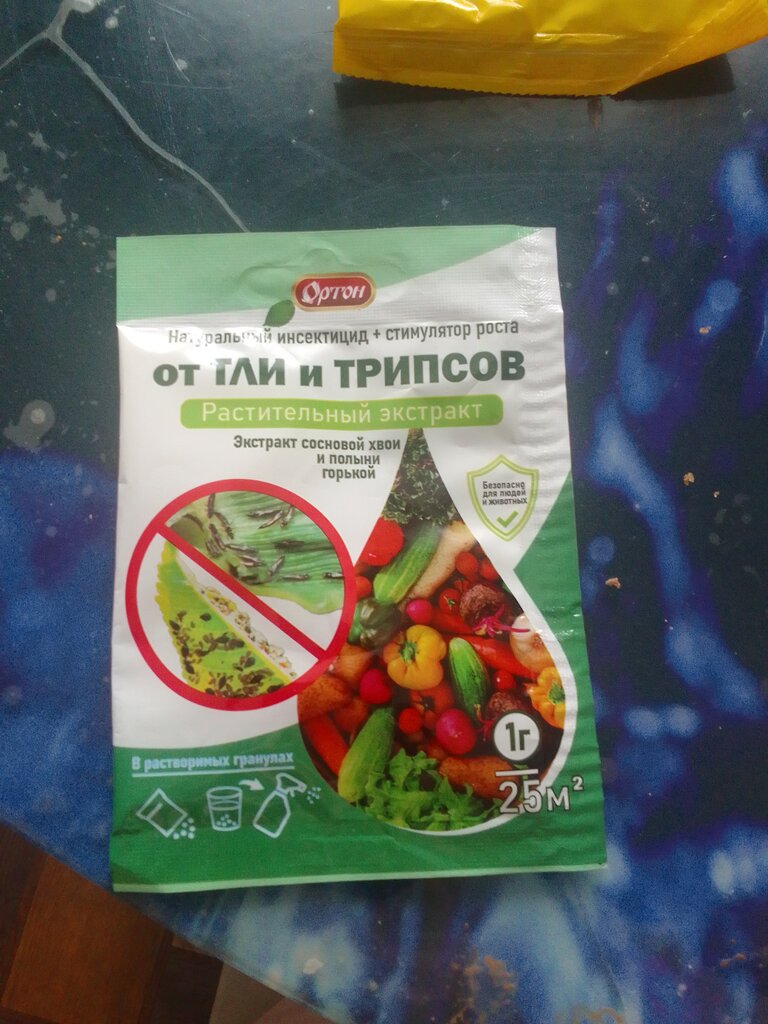 Ортон
Натуральный инсектицид + стимулятор роста
от ТЛИ и ТРИПСОВ
Растительный экстракт
Экстракт сосновой хвои
и полыни
горькой
Безопасно
для людей
и животных
1г
25м²
В растворимых гранулах